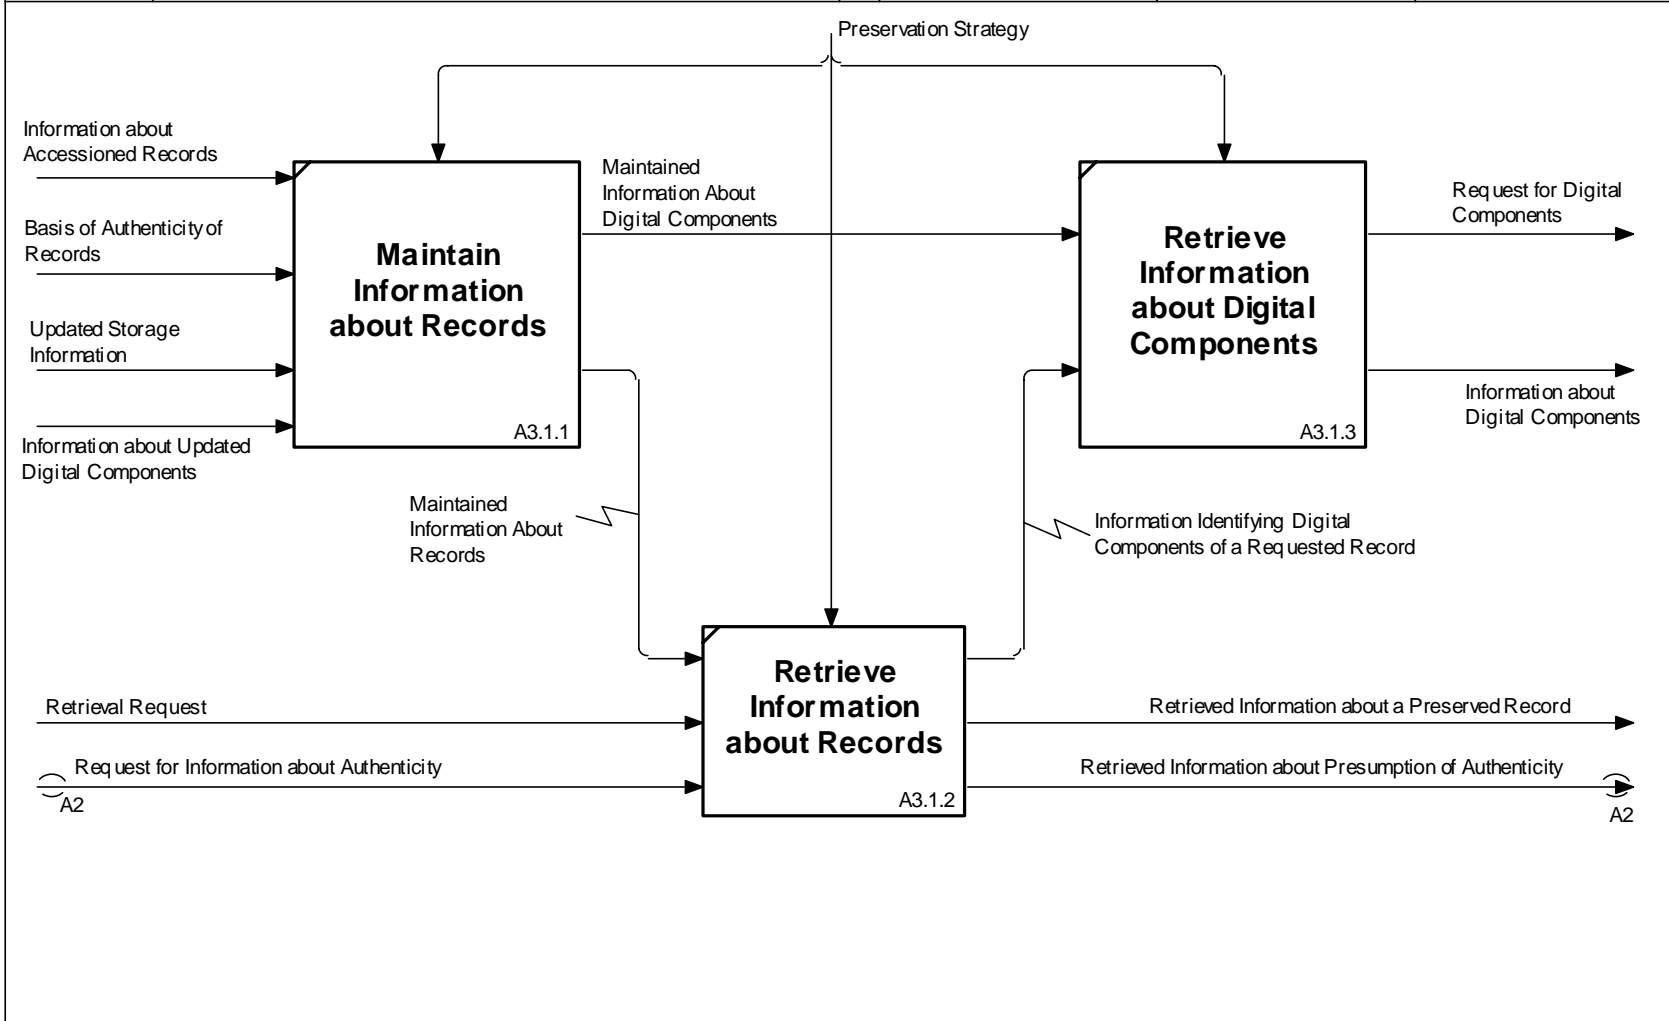 Preservation Strategy
Information about
Accessioned Records
Basis of Authenticity of
Records
Updated Storage
Information
Information about Updated
Digital Components
Maintain
Information
about Records
A3.1.1
Maintained
Information About
Digital Components
Retrieve
Information
about Digital
Components
A3.1.3
Request for Digital
Components
Information about
Digital Components
Maintained
Information About
Records
Information Identifying Digital
Components of a Requested Record
Retrieval Request
Request for Information about Authenticity
A2
Retrieve
Information
about Records
A3.1.2
Retrieved Information about a Preserved Record
Retrieved Information about Presumption of Authenticity
A2